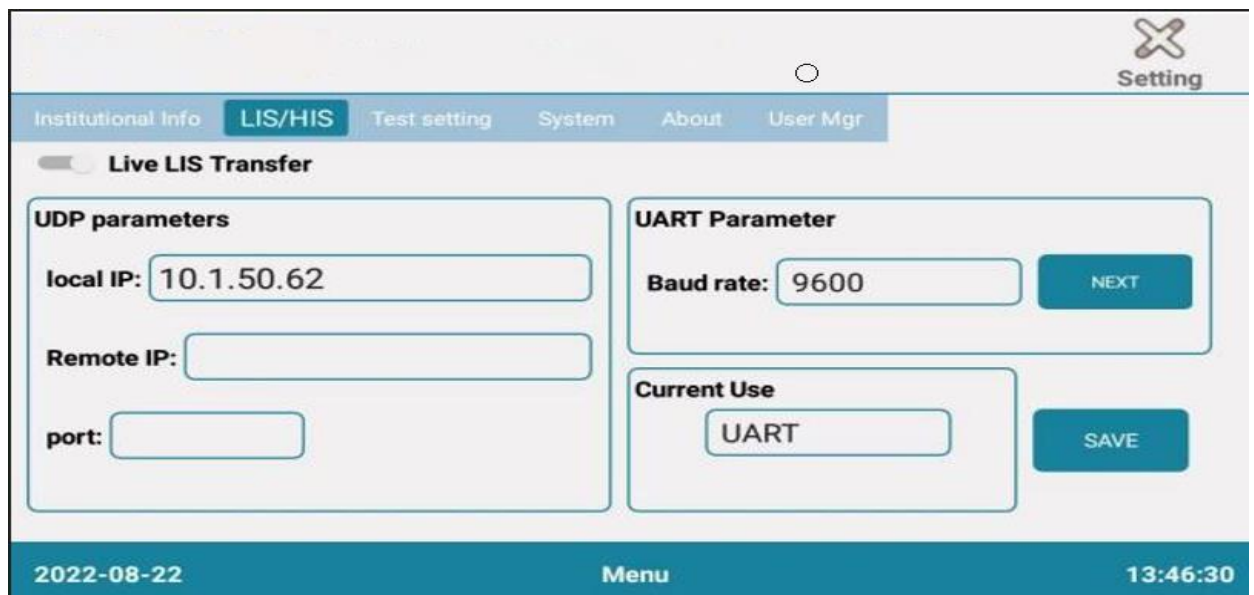 Setting
Institutional Info LIS/HIS Test setting System About User Mgr
Live LIS Transfer
UDP parameters
local IP: 10.1.50.62
Remote IP:
port:
UART Parameter
Baud rate: 9600 NEXT
Current Use
UART
SAVE
2022-08-22 Menu 13:46:30